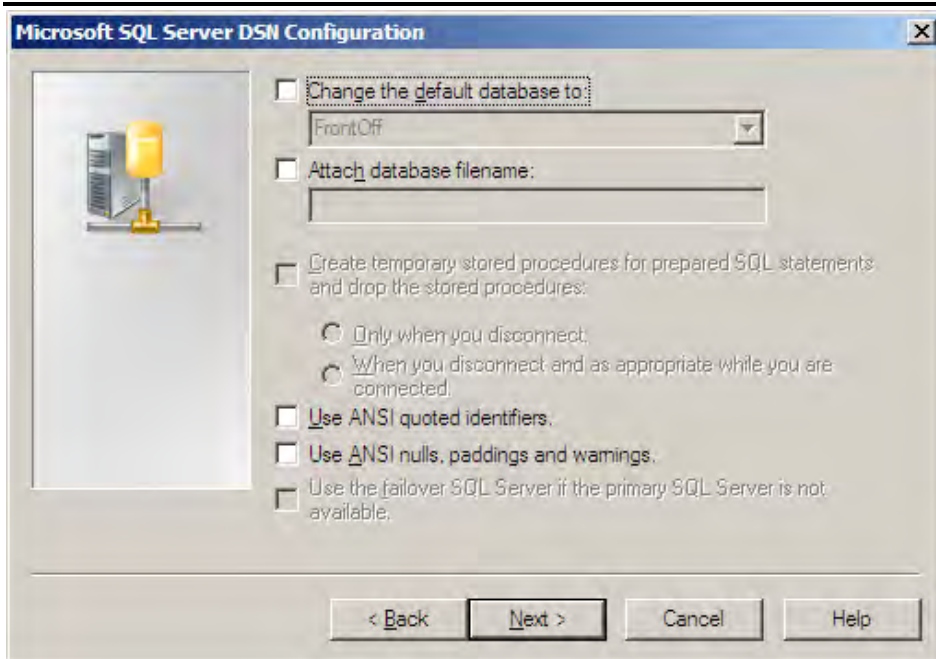 Microsoft SQL Server DSN Configuration
Change the default database to:
FrontOff
Attach database filename:
Create temporary stored procedures for prepared SQL statements
and drop the stored procedures:
Only when you disconnect.
When you disconnect and as appropriate while you are
connected.
Use ANSI quoted identifiers.
Use ANSI nulls, paddings and warnings.
Use the failover SQL Server if the primary SQL Server is not
available.
< Back
Next >
Cancel
Help